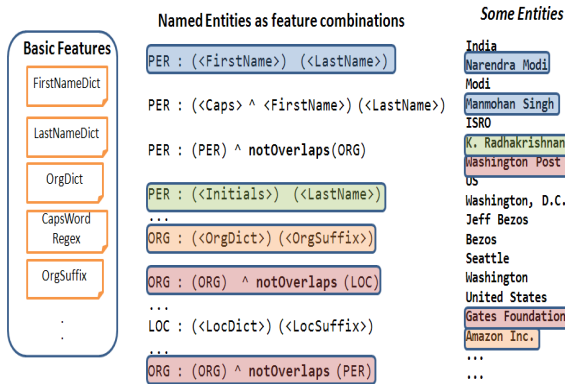 Named Entities as feature combinations
Some Entities
Basic Features
FirstNameDict
LastNameDict
OrgDict
CapsWord
Regex
OrgSuffix
.
.
PER : (<FirstName>) (<LastName>)
PER : (<Caps> ^ <FirstName>) (<LastName>)
PER : (PER) ^ notOverlaps(ORG)
PER : (<Initials>) (<LastName>)
...
ORG : (<OrgDict>) (<OrgSuffix>)
ORG : (ORG) ^ notOverlaps (LOC)
...
LOC : (<LocDict>) (<LocSuffix>)
...
ORG : (ORG) ^ notOverlaps (PER)
India
Narendra Modi
Modi
Manmohan Singh
ISRO
K. Radhakrishnan
Washington Post
US
Washington, D.C.
Jeff Bezos
Bezos
Seattle
Washington
United States
Gates Foundation
Amazon Inc.
...
...